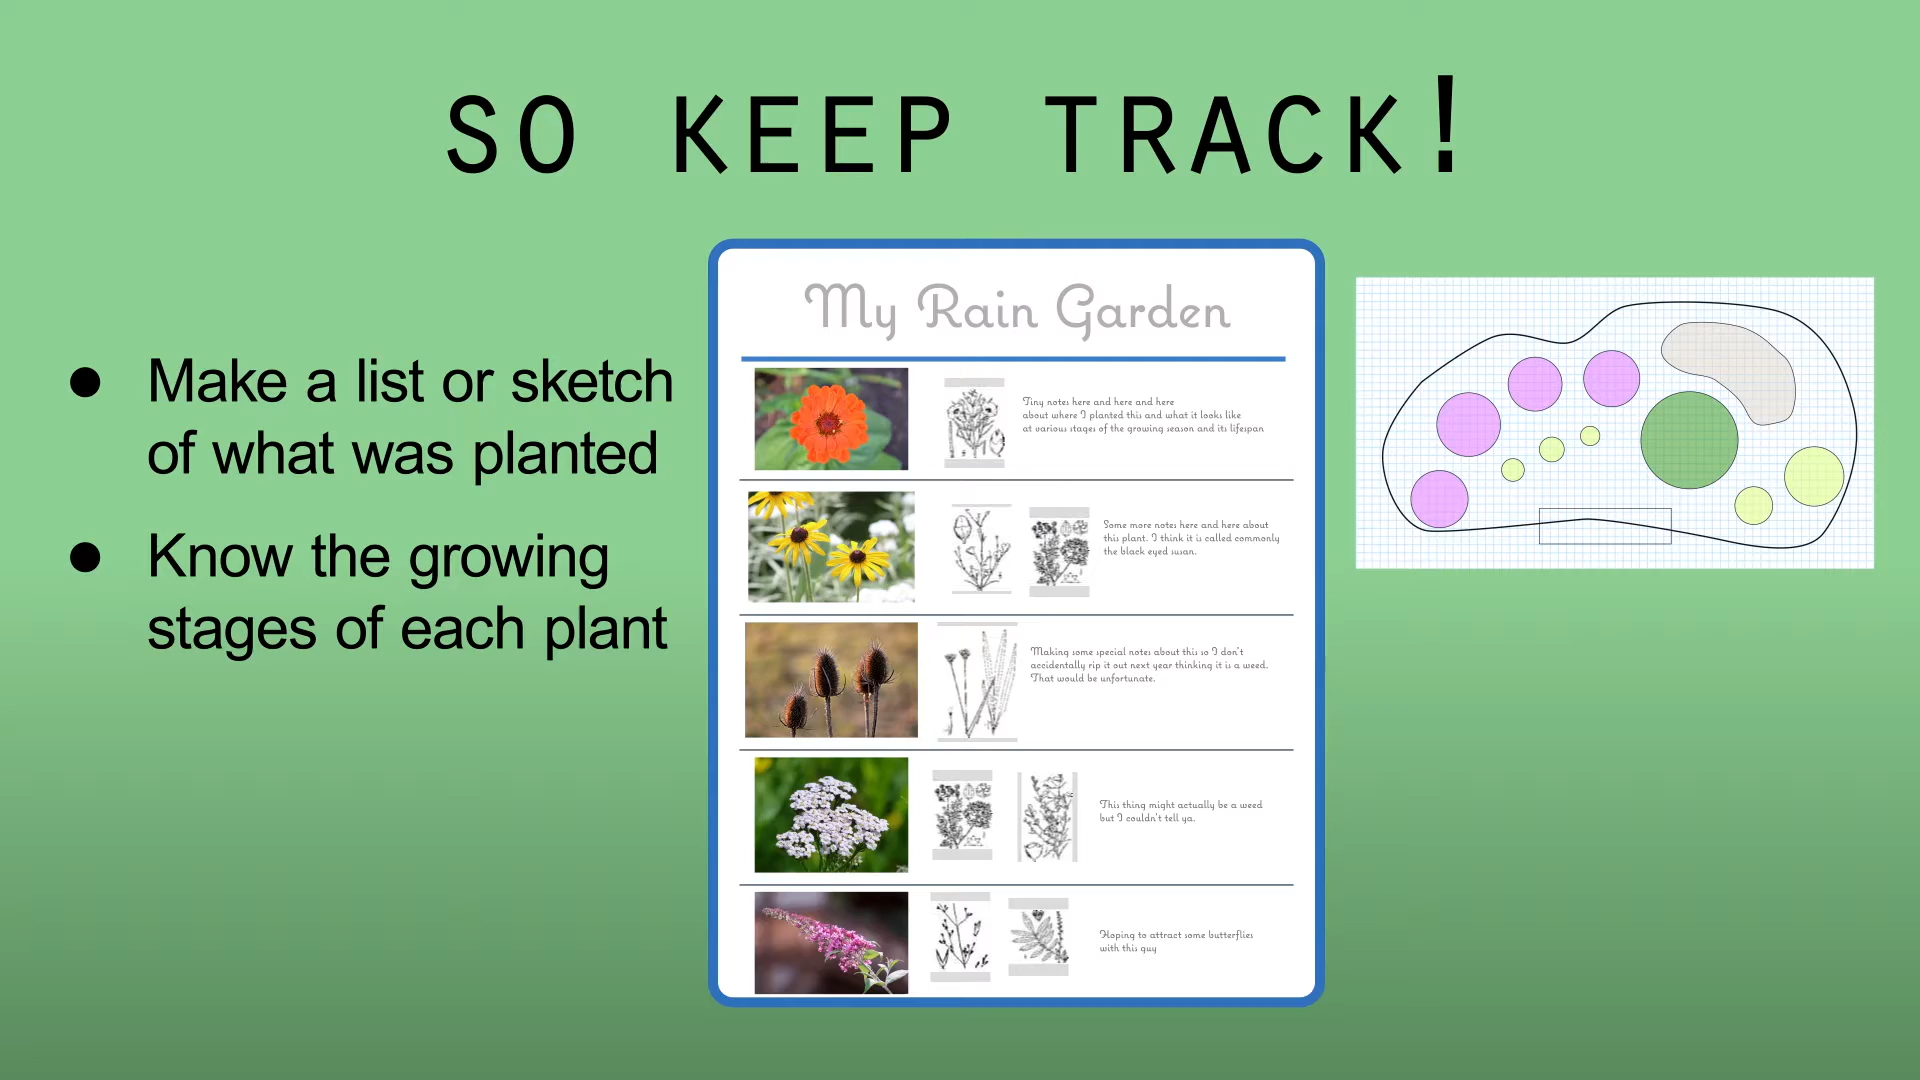 SO KEEP TRACK!
● Make a list or sketch
of what was planted
● Know the growing
stages of each plant
My Rain Garden
Tiny notes here and here and here
about where I planted this and what it looks like
at various stages of the growing season and its lifespan
Some more notes here and here about
this plant. I think it is called commonly
the black eyed susan.
Making some special notes about this so I don't
accidentally rip it out next year thinking it is a weed.
That would be unfortunate.
This thing might actually be a weed
but I couldn't tell ya.
Hoping to attract some butterflies
with this guy